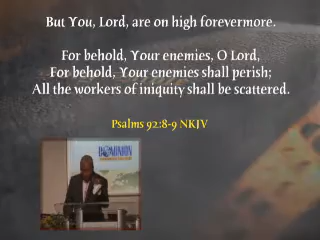 But You, Lord, are on high forevermore.
For behold, Your enemies, O Lord,
For behold, Your enemies shall perish;
All the workers of iniquity shall be scattered.
Psalms 92:8-9 NKJV
DOMINION